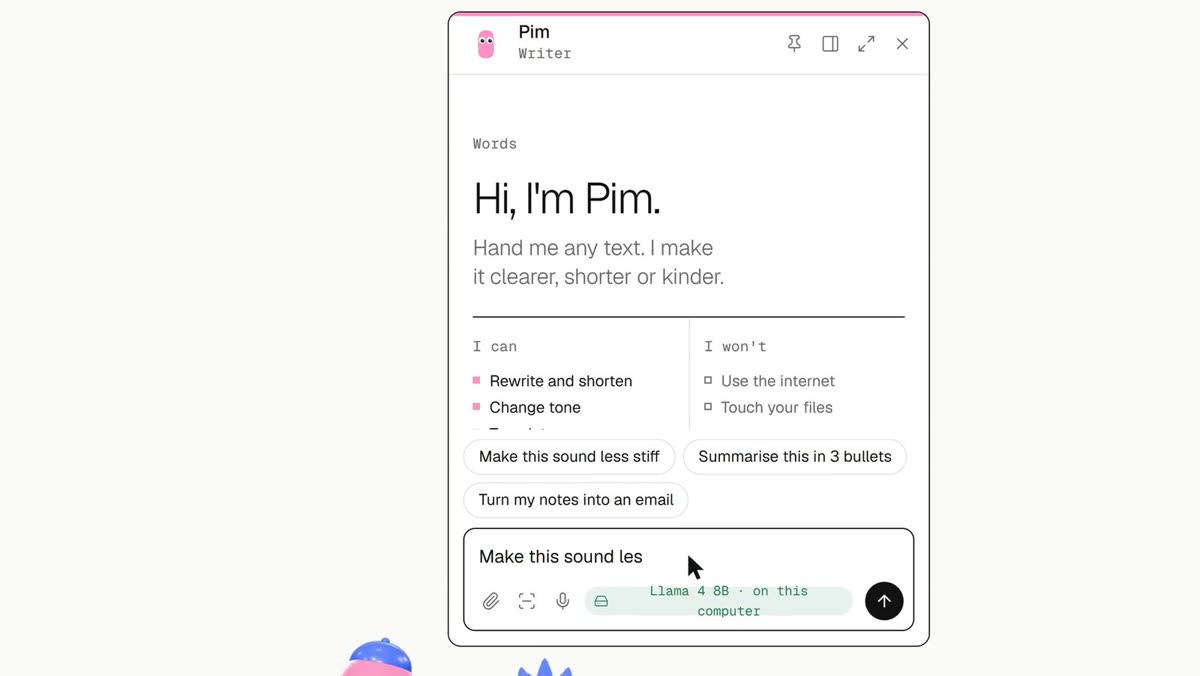 Pim
Writer
Words
Hi, I'm Pim.
Hand me any text. I make
it clearer, shorter or kinder.
I can
Rewrite and shorten
Change tone
I won't
Use the internet
Touch your files
Make this sound less stiff
Summarise this in 3 bullets
Turn my notes into an email
Make this sound les
Llama 4 8B · on this
computer